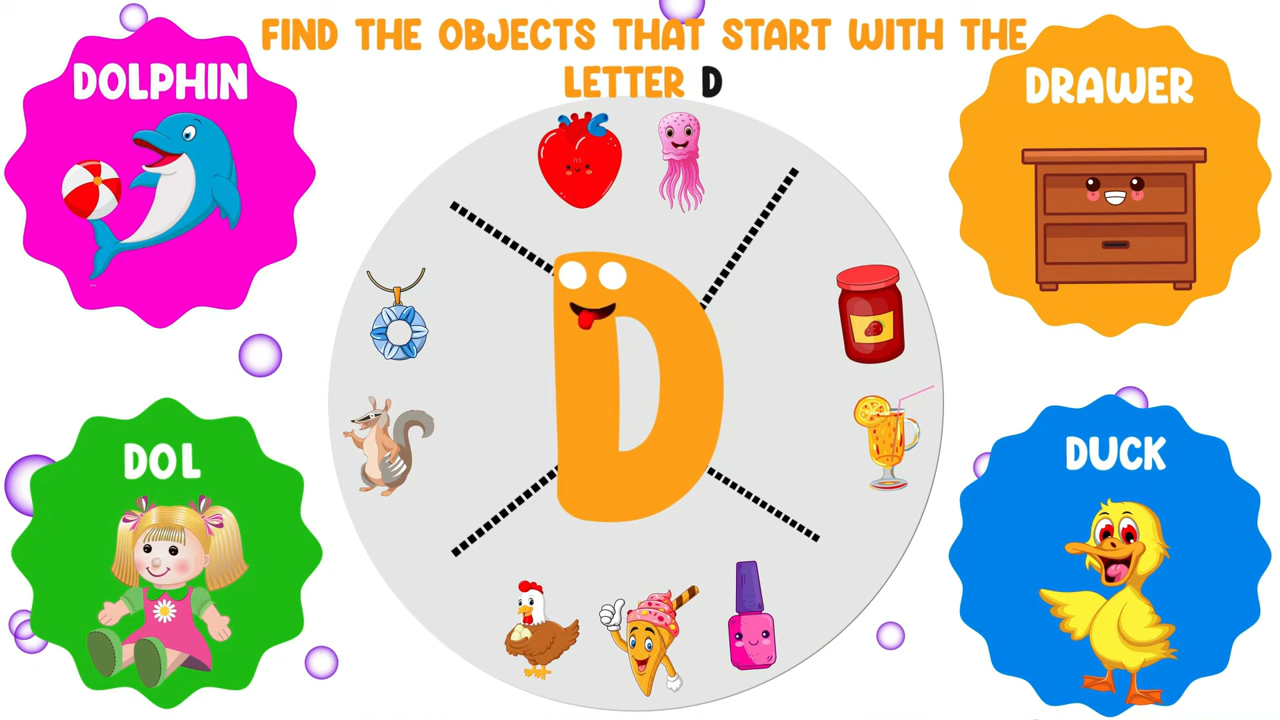 FIND THE OBJECTS THAT START WITH THE
LETTER D
DOLPHIN
DRAWER
D
DOL
DUCK